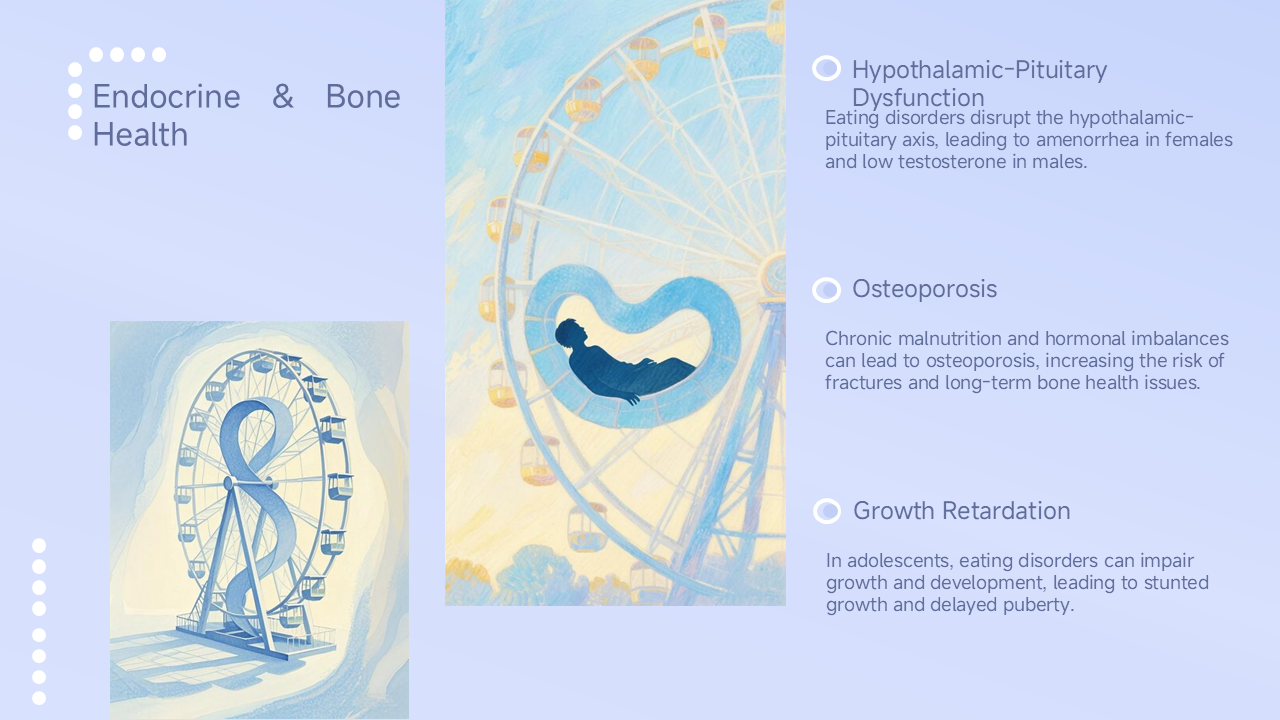 Endocrine & Bone
Health
Hypothalamic-Pituitary
Dysfunction
Eating disorders disrupt the hypothalamic-
pituitary axis, leading to amenorrhea in females
and low testosterone in males.
Osteoporosis
Chronic malnutrition and hormonal imbalances
can lead to osteoporosis, increasing the risk of
fractures and long-term bone health issues.
Growth Retardation
In adolescents, eating disorders can impair
growth and development, leading to stunted
growth and delayed puberty.